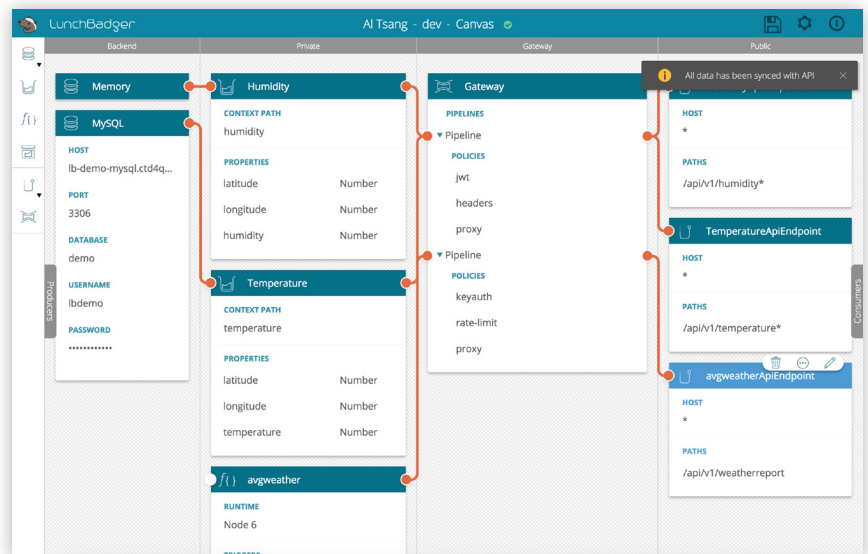 LunchBadger
Al Tsang - dev - Canvas
Backend
Private
Gateway
Public
All data has been synced with API
Memory
MySQL
HOST
lb-demo-mysql.ctd4q...
PORT
3306
DATABASE
demo
USERNAME
lbdemo
PASSWORD
••••••••••••
Producers
Humidity
CONTEXT PATH
humidity
PROPERTIES
latitude Number
longitude Number
humidity Number
Temperature
CONTEXT PATH
temperature
PROPERTIES
latitude Number
longitude Number
temperature Number
f{} avgweather
RUNTIME
Node 6
Gateway
PIPELINES
Pipeline
POLICIES
jwt
headers
proxy
Pipeline
POLICIES
keyauth
rate-limit
proxy
HOST
*
PATHS
/api/v1/humidity*
TemperatureApiEndpoint
HOST
*
PATHS
/api/v1/temperature*
avgweatherApiEndpoint
HOST
*
PATHS
/api/v1/weatherreport
Consumers
f{}